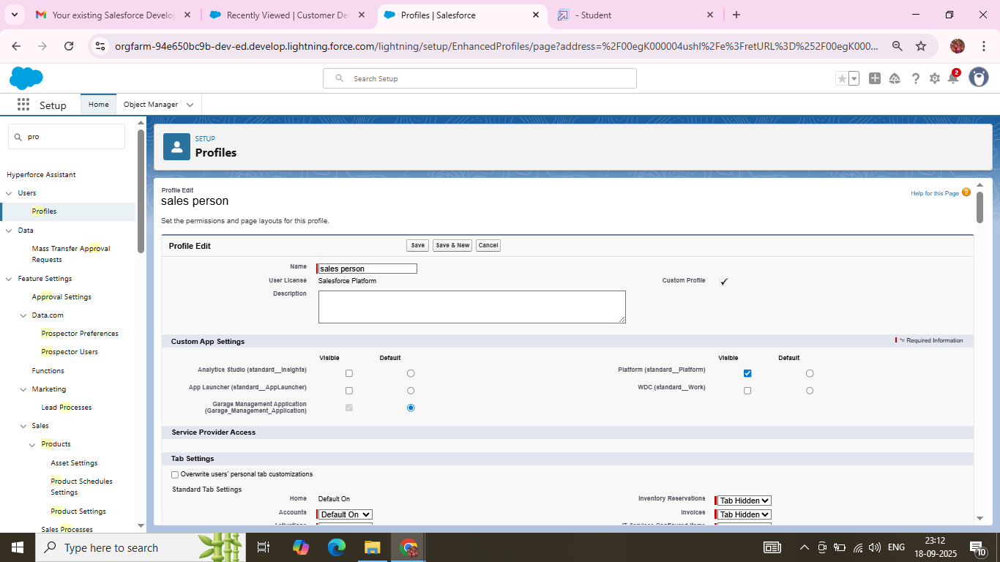 Your existing Salesforce Develo
Recently Viewed | Customer De
Profiles | Salesforce
- Student
orgfarm-94e650bc9b-dev-ed.develop.lightning.force.com/lightning/setup/EnhancedProfiles/page?address=%2F00egK000004ushI%2Fe%3FretURL%3D%252F00egK000...
Search Setup
2
Setup
Home
Object Manager
pro
Hyperforce Assistant
Users
Profiles
Data
Mass Transfer Approval
Requests
Feature Settings
Approval Settings
Data.com
Prospector Preferences
Prospector Users
Functions
Marketing
Lead Processes
Sales
Products
Asset Settings
Product Schedules
Settings
Product Settings
Sales Processes
SETUP
Profiles
Profile Edit
sales person
Help for this Page ?
Set the permissions and page layouts for this profile.
Profile Edit
Save
Save & New
Cancel
Name
sales person
User License
Salesforce Platform
Custom Profile
Description
Custom App Settings
= Required Information
Visible
Default
Visible
Default
Analytics Studio (standard__Insights)
Platform (standard__Platform)
App Launcher (standard__AppLauncher)
WDC (standard__Work)
Garage Management Application
(Garage_Management_Application)
Service Provider Access
Tab Settings
Overwrite users' personal tab customizations
Standard Tab Settings
Home
Default On
Inventory Reservations
Tab Hidden
Accounts
Default On
Invoices
Tab Hidden
Type here to search
ENG
23:12
18-09-2025
10